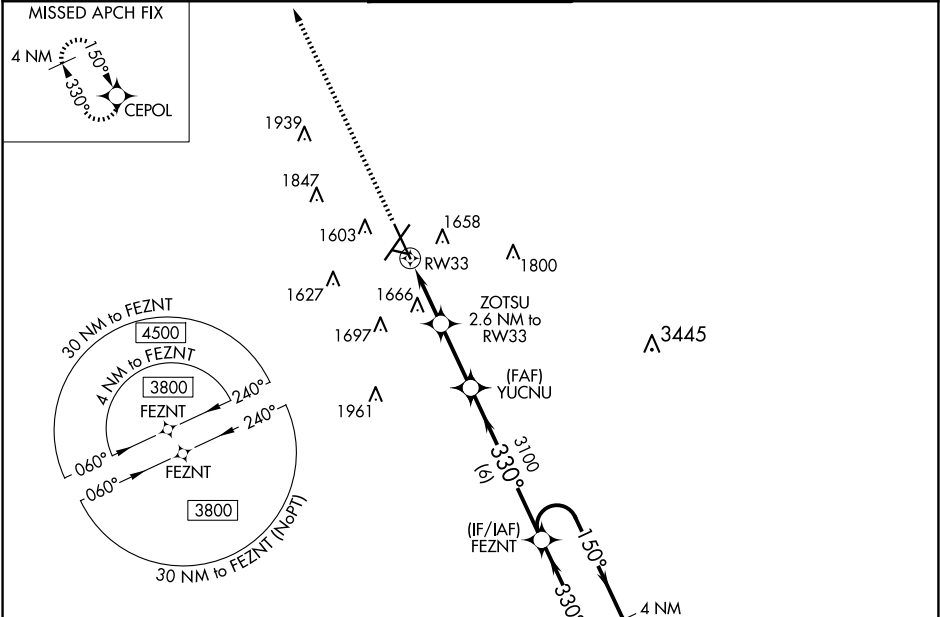 MISSED APCH FIX
4 NM
150°
330°
CEPOL
1939
1847
1603
1658
RW33
1800
1627
1666
ZOTSU
2.6 NM to
RW33
1697
3445
(FAF)
YUCNU
1961
30 NM to FEZNT
4500
4 NM to FEZNT
3800
FEZNT
240°
240°
060°
060°
FEZNT
3800
30 NM to FEZNT (NoPT)
3100
330°
(6)
(IF/IAF)
FEZNT
150°
330°
4 NM